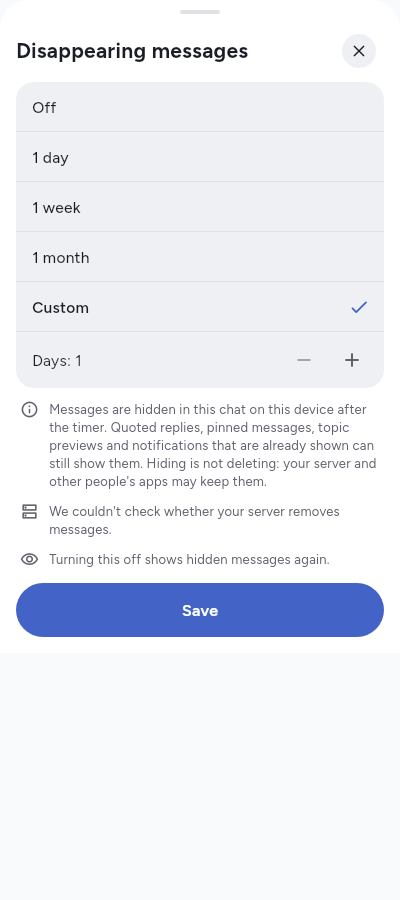 Disappearing messages
Off
1 day
1 week
1 month
Custom
Days: 1
Messages are hidden in this chat on this device after
the timer. Quoted replies, pinned messages, topic
previews and notifications that are already shown can
still show them. Hiding is not deleting: your server and
other people's apps may keep them.
We couldn't check whether your server removes
messages.
Turning this off shows hidden messages again.
Save